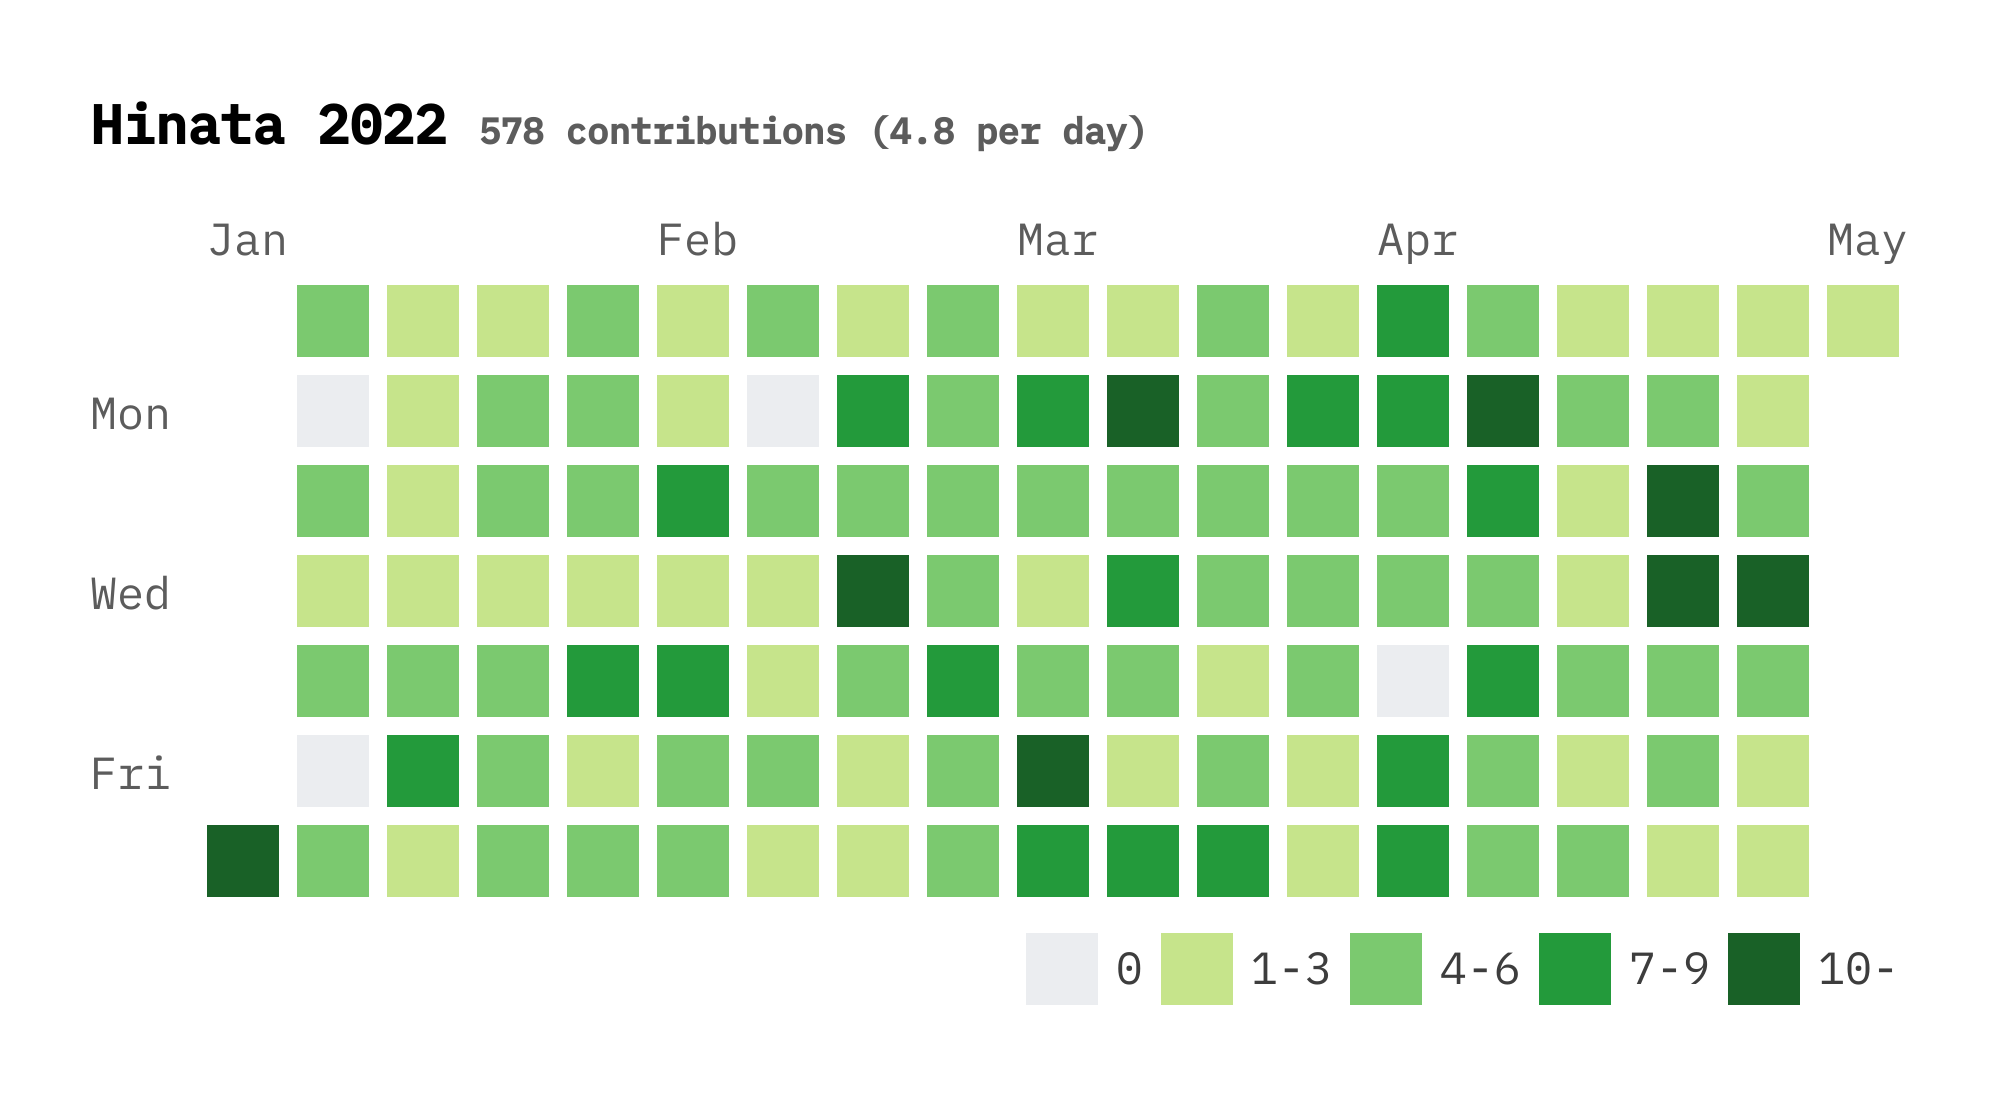 Hinata 2022 578 contributions (4.8 per day)
Jan Feb Mar Apr May
Mon
Wed
Fri
0 1-3 4-6 7-9 10-